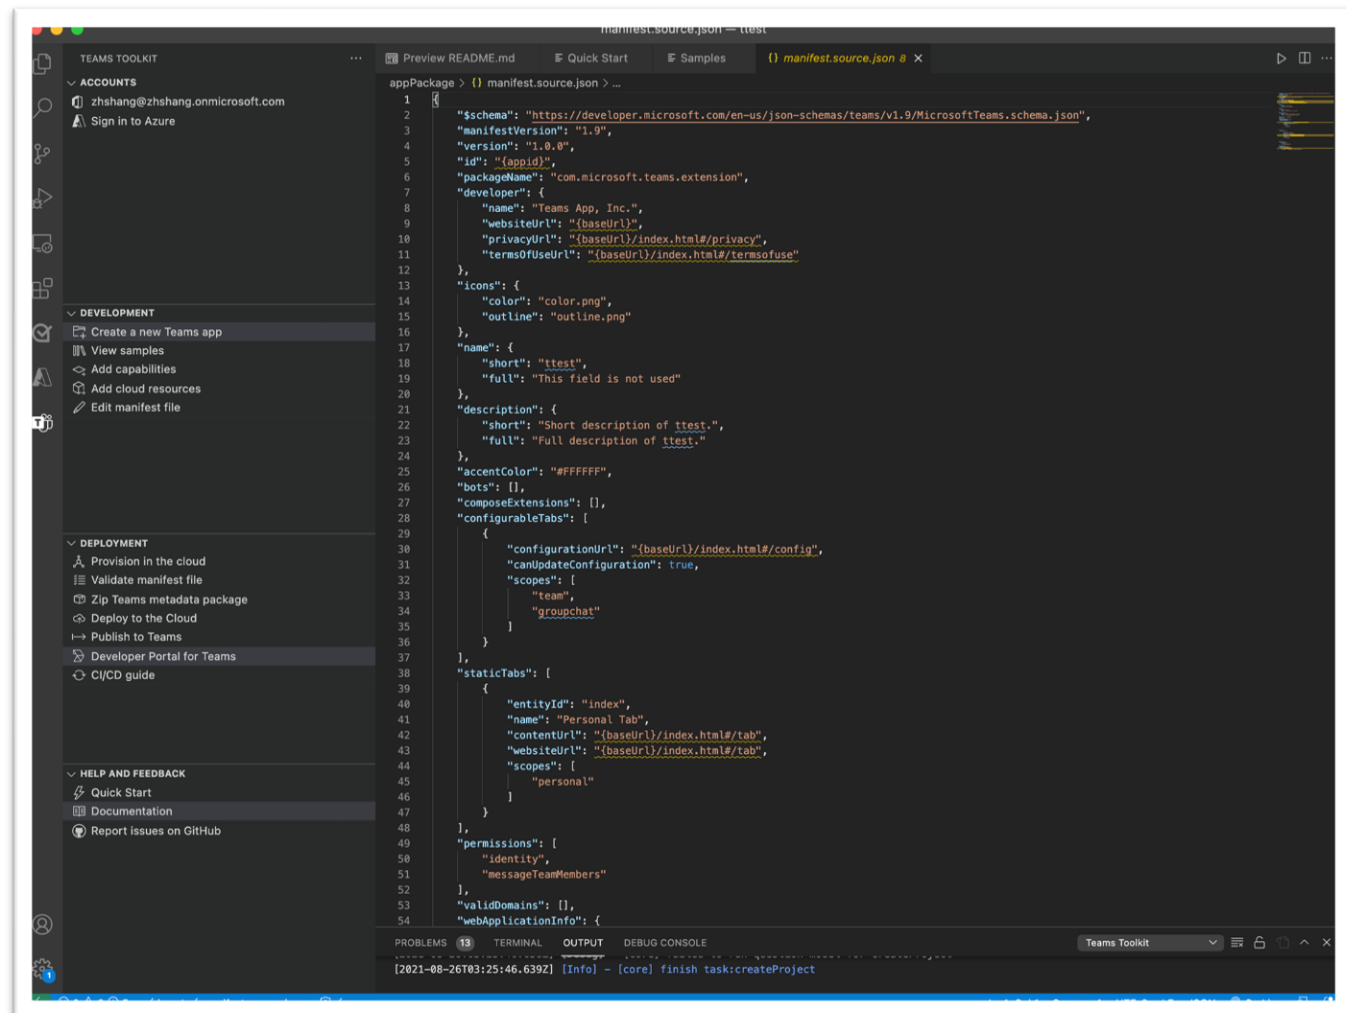 manifest.source.json — ttest
TEAMS TOOLKIT
ACCOUNTS
zhshang@zhshang.onmicrosoft.com
Sign in to Azure
DEVELOPMENT
Create a new Teams app
View samples
Add capabilities
Add cloud resources
Edit manifest file
DEPLOYMENT
Provision in the cloud
Validate manifest file
Zip Teams metadata package
Deploy to the Cloud
Publish to Teams
Developer Portal for Teams
CI/CD guide
HELP AND FEEDBACK
Quick Start
Documentation
Report issues on GitHub
1
Preview README.md Quick Start Samples {} manifest.source.json 8
appPackage > {} manifest.source.json > ...
1 {
2 "$schema": "https://developer.microsoft.com/en-us/json-schemas/teams/v1.9/MicrosoftTeams.schema.json",
3 "manifestVersion": "1.9",
4 "version": "1.0.0",
5 "id": "{appid}",
6 "packageName": "com.microsoft.teams.extension",
7 "developer": {
8 "name": "Teams App, Inc.",
9 "websiteUrl": "{baseUrl}",
10 "privacyUrl": "{baseUrl}/index.html#/privacy",
11 "termsOfUseUrl": "{baseUrl}/index.html#/termsofuse"
12 },
13 "icons": {
14 "color": "color.png",
15 "outline": "outline.png"
16 },
17 "name": {
18 "short": "ttest",
19 "full": "This field is not used"
20 },
21 "description": {
22 "short": "Short description of ttest.",
23 "full": "Full description of ttest."
24 },
25 "accentColor": "#FFFFFF",
26 "bots": [],
27 "composeExtensions": [],
28 "configurableTabs": [
29 {
30 "configurationUrl": "{baseUrl}/index.html#/config",
31 "canUpdateConfiguration": true,
32 "scopes": [
33 "team",
34 "groupchat"
35 ]
36 }
37 ],
38 "staticTabs": [
39 {
40 "entityId": "index",
41 "name": "Personal Tab",
42 "contentUrl": "{baseUrl}/index.html#/tab",
43 "websiteUrl": "{baseUrl}/index.html#/tab",
44 "scopes": [
45 "personal"
46 ]
47 }
48 ],
49 "permissions": [
50 "identity",
51 "messageTeamMembers"
52 ],
53 "validDomains": [],
54 "webApplicationInfo": {
PROBLEMS 13 TERMINAL OUTPUT DEBUG CONSOLE Teams Toolkit
[2021-08-26T03:25:46.639Z] [Info] - [core] finish task:createProject